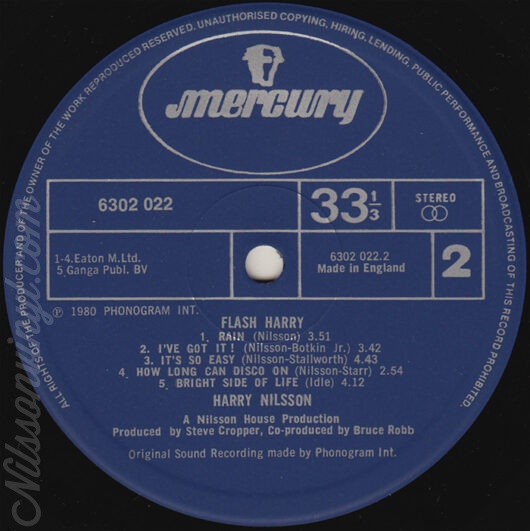 ALL RIGHTS OF THE PRODUCER AND OF THE OWNER OF THE WORK REPRODUCED RESERVED. UNAUTHORISED COPYING, HIRING, LENDING, PUBLIC PERFORMANCE AND BROADCASTING OF THIS RECORD PROHIBITED.
mercury
6302 022
33 1/3
STEREO
1-4.Eaton M.Ltd.
5.Ganga Publ. BV
6302 022.2
Made in England
2
℗ 1980 PHONOGRAM INT.
FLASH HARRY
1. RAIN (Nilsson) 3.51
2. I'VE GOT IT! (Nilsson-Botkin Jr.) 3.42
3. IT'S SO EASY (Nilsson-Stallworth) 4.43
4. HOW LONG CAN DISCO ON (Nilsson-Starr) 2.54
5. BRIGHT SIDE OF LIFE (Idle) 4.12
HARRY NILSSON
A Nilsson House Production
Produced by Steve Cropper, Co-produced by Bruce Robb
Original Sound Recording made by Phonogram Int.
Nilssonvinyl.com